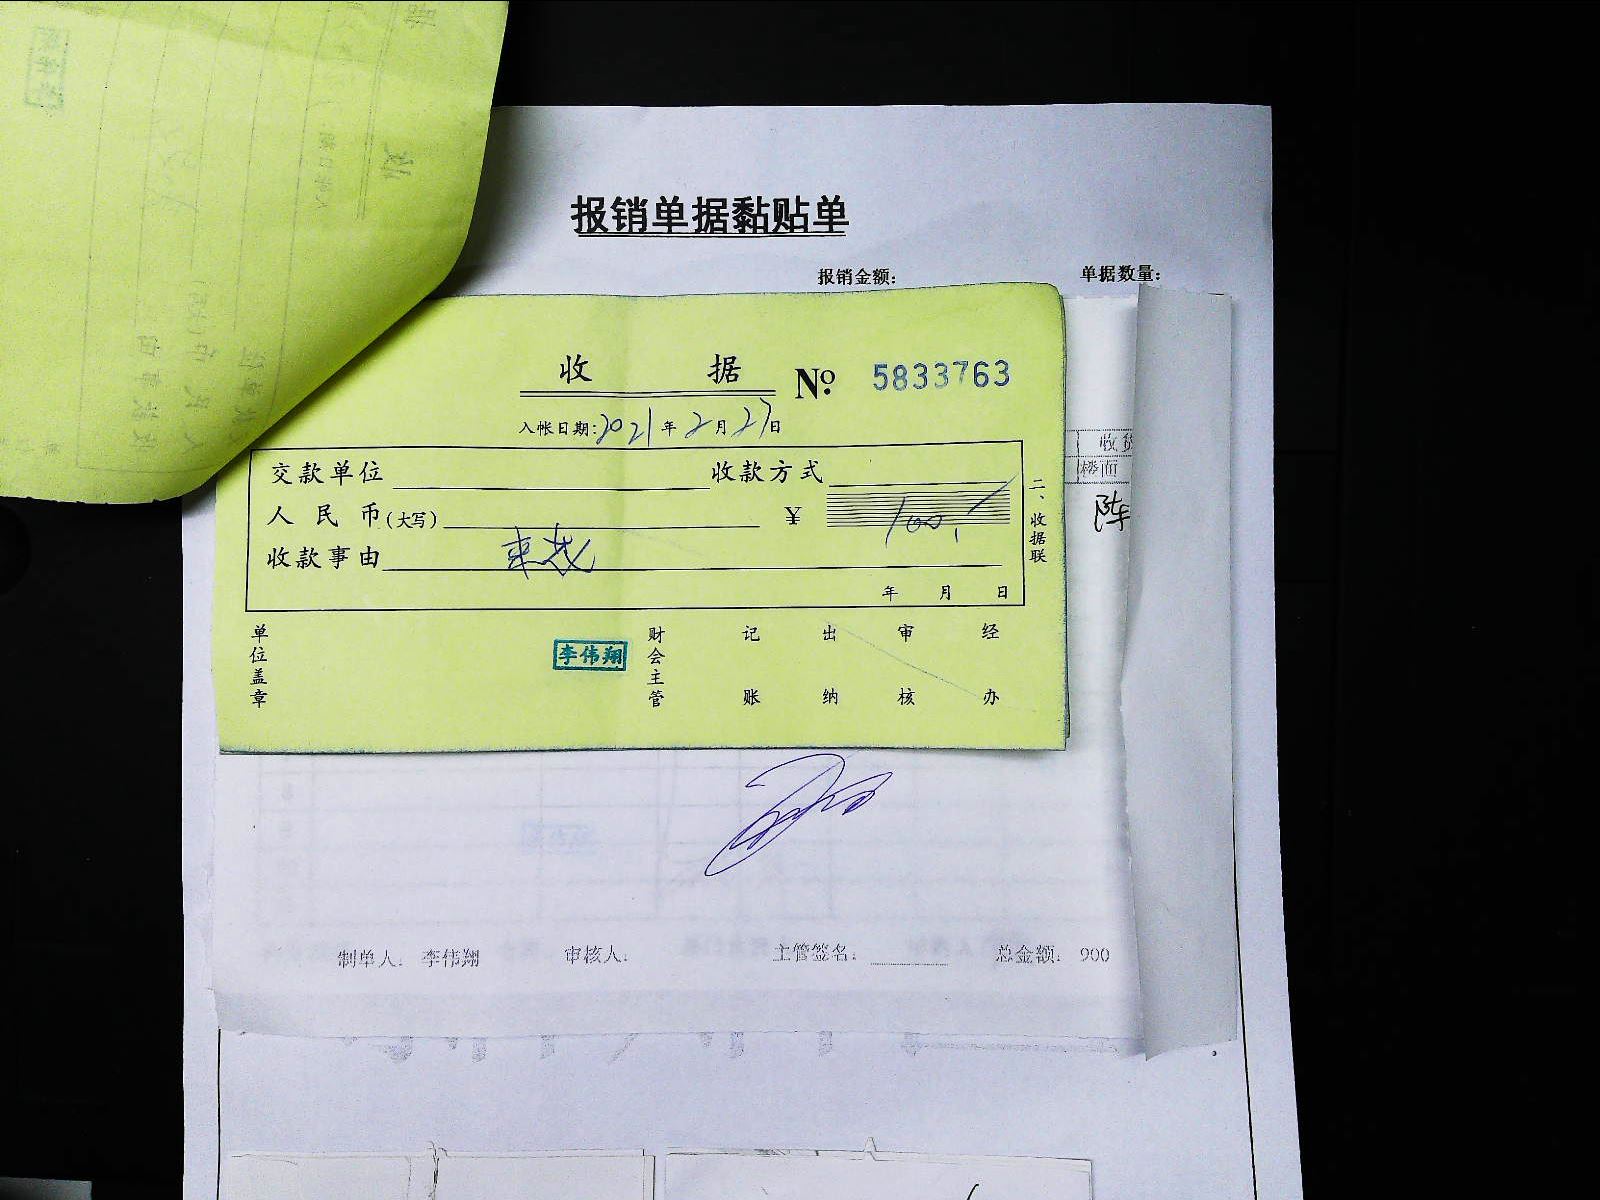 报销单据黏贴单
报销金额： 单据数量：
收 据 No. 5833763
入帐日期：2021年2月27日
交款单位 收款方式
人民币(大写) ¥ 100.
收款事由
年 月 日
二、收据联
单位盖章 李伟翔 财会主管 记账 出纳 审核 经办
收
楼面
陈
制单人： 李伟翔 审核人： 主管签名： 总金额： 900